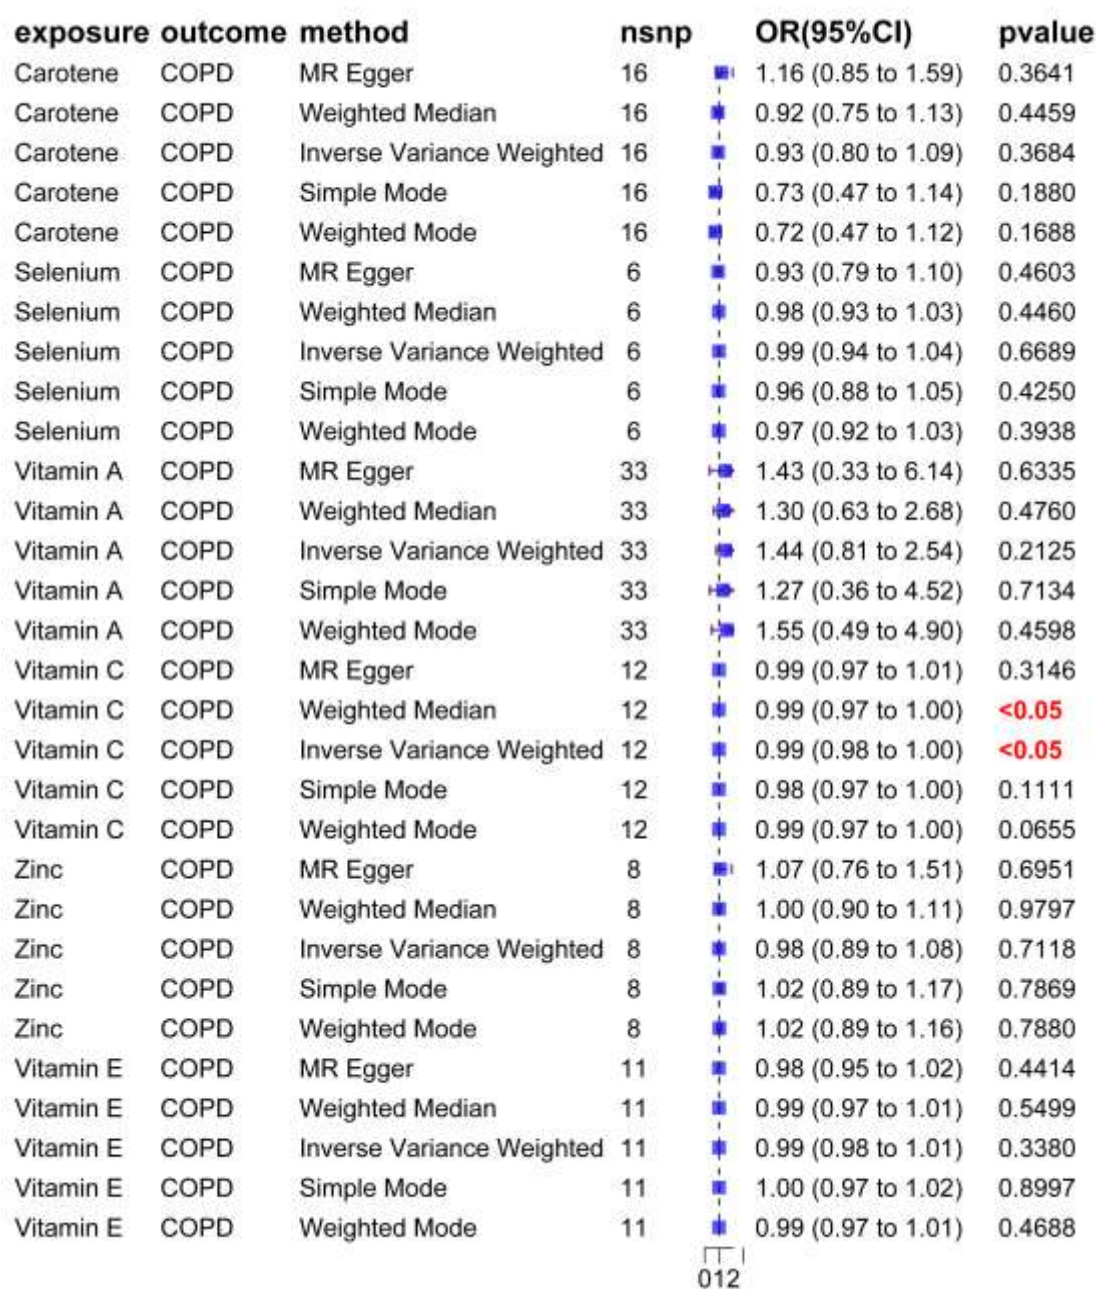 exposure outcome method nsnp OR(95%CI) pvalue
Carotene COPD MR Egger 16 1.16 (0.85 to 1.59) 0.3641
Carotene COPD Weighted Median 16 0.92 (0.75 to 1.13) 0.4459
Carotene COPD Inverse Variance Weighted 16 0.93 (0.80 to 1.09) 0.3684
Carotene COPD Simple Mode 16 0.73 (0.47 to 1.14) 0.1880
Carotene COPD Weighted Mode 16 0.72 (0.47 to 1.12) 0.1688
Selenium COPD MR Egger 6 0.93 (0.79 to 1.10) 0.4603
Selenium COPD Weighted Median 6 0.98 (0.93 to 1.03) 0.4460
Selenium COPD Inverse Variance Weighted 6 0.99 (0.94 to 1.04) 0.6689
Selenium COPD Simple Mode 6 0.96 (0.88 to 1.05) 0.4250
Selenium COPD Weighted Mode 6 0.97 (0.92 to 1.03) 0.3938
Vitamin A COPD MR Egger 33 1.43 (0.33 to 6.14) 0.6335
Vitamin A COPD Weighted Median 33 1.30 (0.63 to 2.68) 0.4760
Vitamin A COPD Inverse Variance Weighted 33 1.44 (0.81 to 2.54) 0.2125
Vitamin A COPD Simple Mode 33 1.27 (0.36 to 4.52) 0.7134
Vitamin A COPD Weighted Mode 33 1.55 (0.49 to 4.90) 0.4598
Vitamin C COPD MR Egger 12 0.99 (0.97 to 1.01) 0.3146
Vitamin C COPD Weighted Median 12 0.99 (0.97 to 1.00) <0.05
Vitamin C COPD Inverse Variance Weighted 12 0.99 (0.98 to 1.00) <0.05
Vitamin C COPD Simple Mode 12 0.98 (0.97 to 1.00) 0.1111
Vitamin C COPD Weighted Mode 12 0.99 (0.97 to 1.00) 0.0655
Zinc COPD MR Egger 8 1.07 (0.76 to 1.51) 0.6951
Zinc COPD Weighted Median 8 1.00 (0.90 to 1.11) 0.9797
Zinc COPD Inverse Variance Weighted 8 0.98 (0.89 to 1.08) 0.7118
Zinc COPD Simple Mode 8 1.02 (0.89 to 1.17) 0.7869
Zinc COPD Weighted Mode 8 1.02 (0.89 to 1.16) 0.7880
Vitamin E COPD MR Egger 11 0.98 (0.95 to 1.02) 0.4414
Vitamin E COPD Weighted Median 11 0.99 (0.97 to 1.01) 0.5499
Vitamin E COPD Inverse Variance Weighted 11 0.99 (0.98 to 1.01) 0.3380
Vitamin E COPD Simple Mode 11 1.00 (0.97 to 1.02) 0.8997
Vitamin E COPD Weighted Mode 11 0.99 (0.97 to 1.01) 0.4688
012